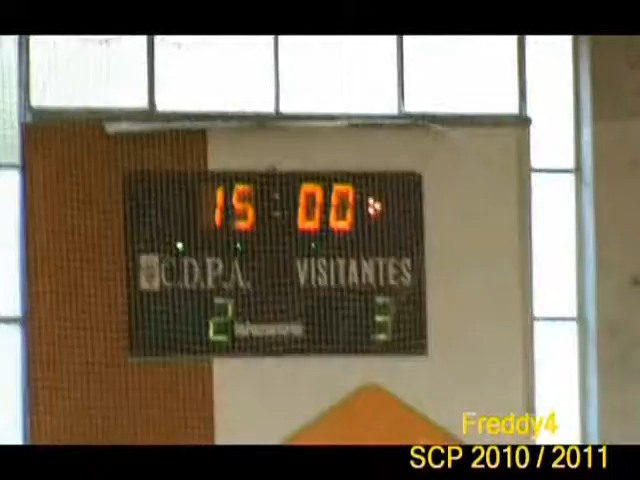 15:00
C.D.P.A. VISITANTES
2 3
Freddy4
SCP 2010 / 2011